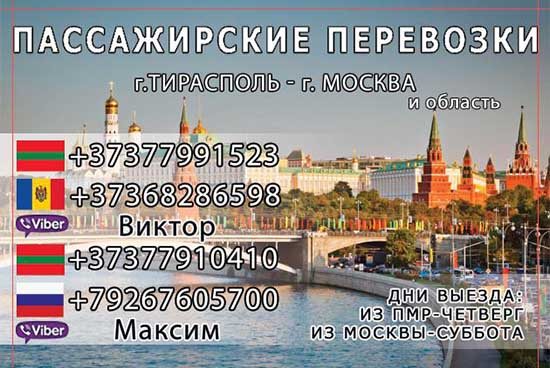 ПАССАЖИРСКИЕ ПЕРЕВОЗКИ
г.ТИРАСПОЛЬ - г. МОСКВА
и область
+37377991523
+37368286598
Viber Виктор
+37377910410
+79267605700
Viber Максим
ДНИ ВЫЕЗДА:
ИЗ ПМР-ЧЕТВЕРГ
ИЗ МОСКВЫ-СУББОТА